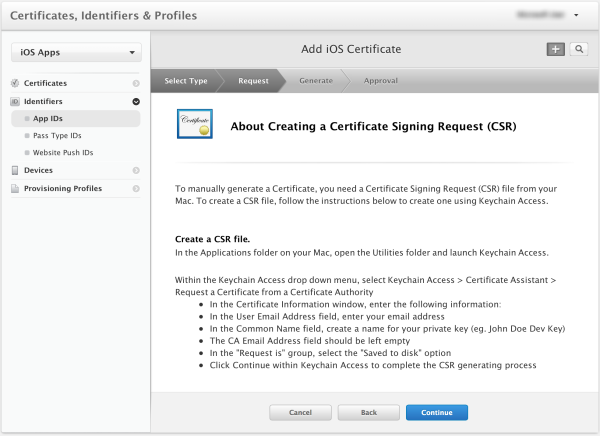 Certificates, Identifiers & Profiles
iOS Apps
Certificates
Identifiers
App IDs
Pass Type IDs
Website Push IDs
Devices
Provisioning Profiles
Add iOS Certificate
Select Type
Request
Generate
Approval
Certificate
About Creating a Certificate Signing Request (CSR)
To manually generate a Certificate, you need a Certificate Signing Request (CSR) file from your
Mac. To create a CSR file, follow the instructions below to create one using Keychain Access.
Create a CSR file.
In the Applications folder on your Mac, open the Utilities folder and launch Keychain Access.
Within the Keychain Access drop down menu, select Keychain Access > Certificate Assistant >
Request a Certificate from a Certificate Authority
• In the Certificate Information window, enter the following information:
• In the User Email Address field, enter your email address
• In the Common Name field, create a name for your private key (eg. John Doe Dev Key)
• The CA Email Address field should be left empty
• In the "Request is" group, select the "Saved to disk" option
• Click Continue within Keychain Access to complete the CSR generating process
Cancel
Back
Continue